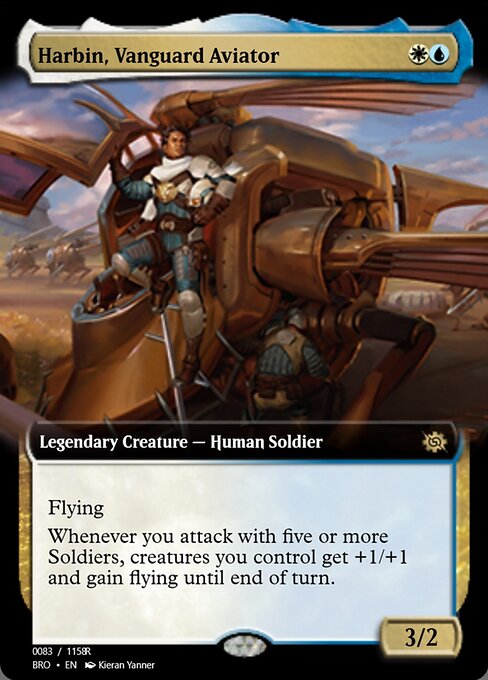 Harbin, Vanguard Aviator
Legendary Creature — Human Soldier
Flying
Whenever you attack with five or more
Soldiers, creatures you control get +1/+1
and gain flying until end of turn.
3/2
0083 / 1158R
BRO • EN Kieran Yanner